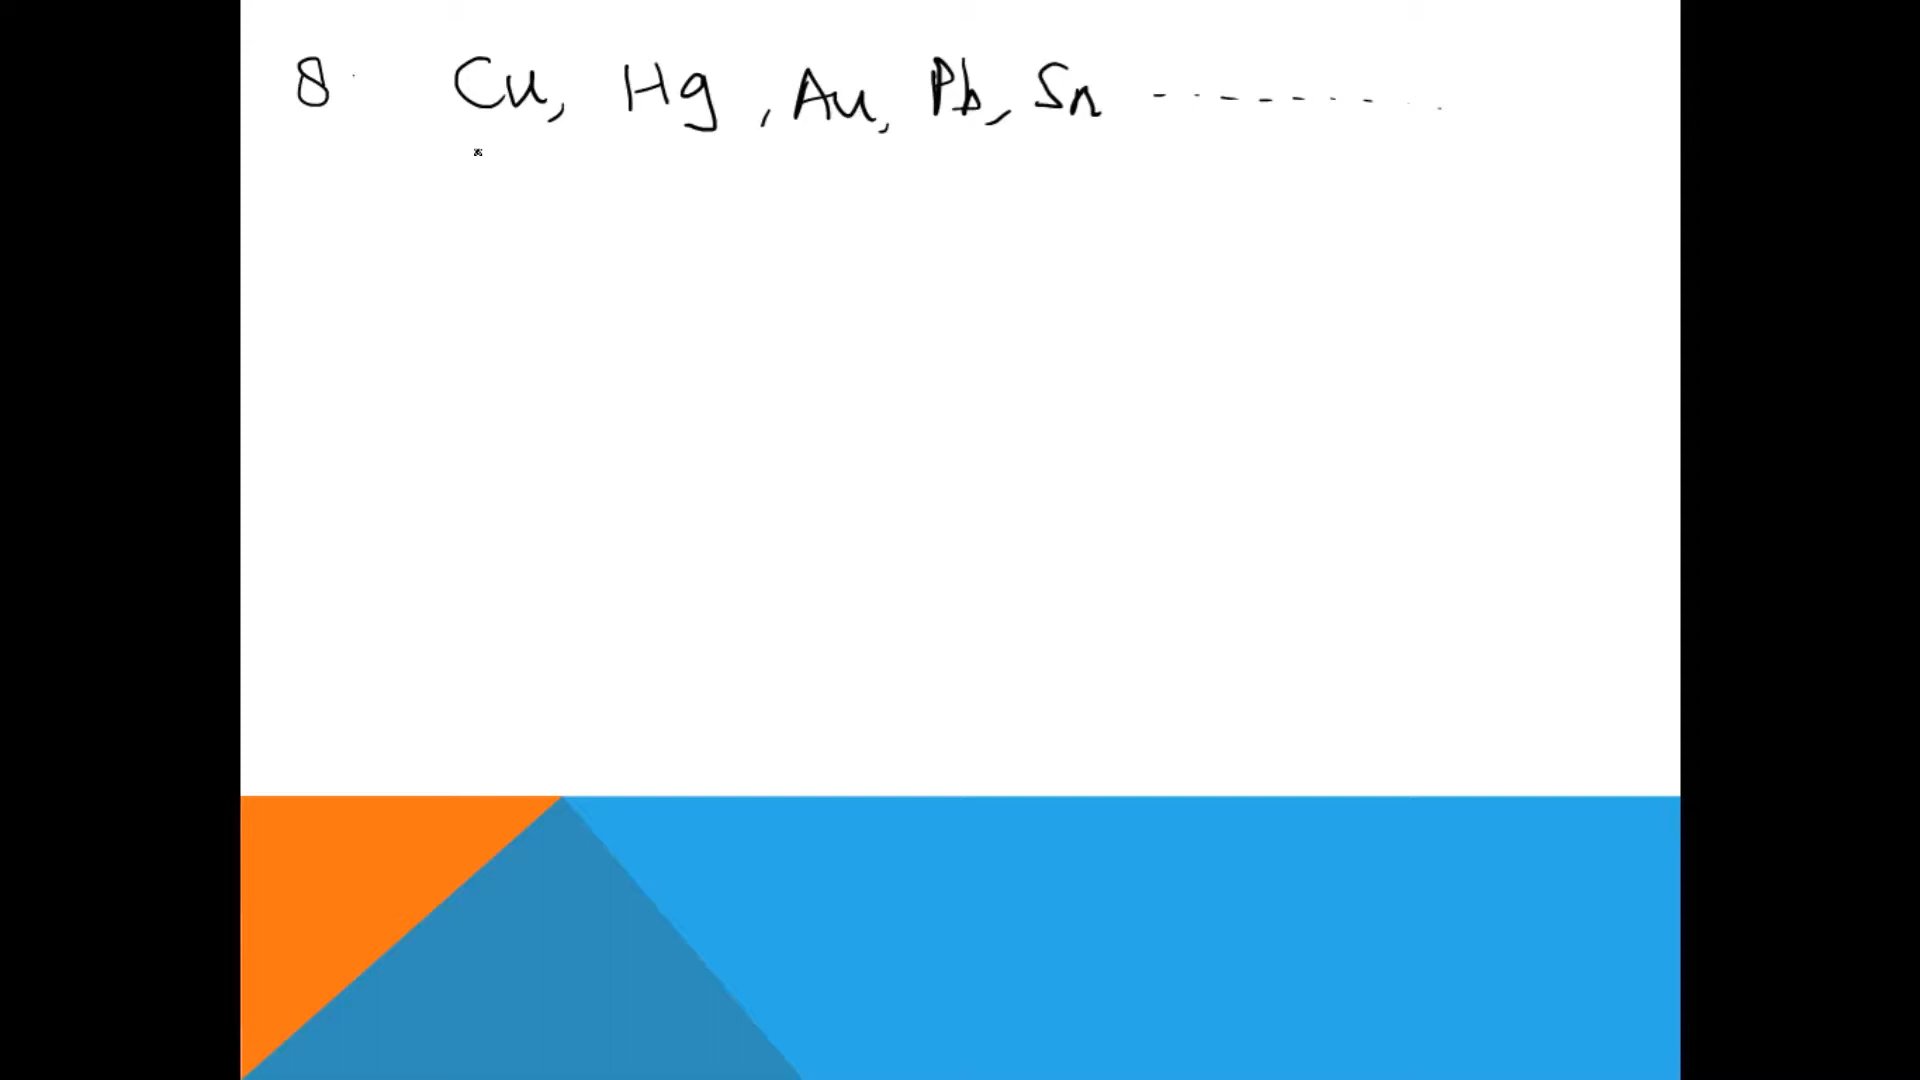 8. Cu, Hg, Au, Pb, Sn ----------